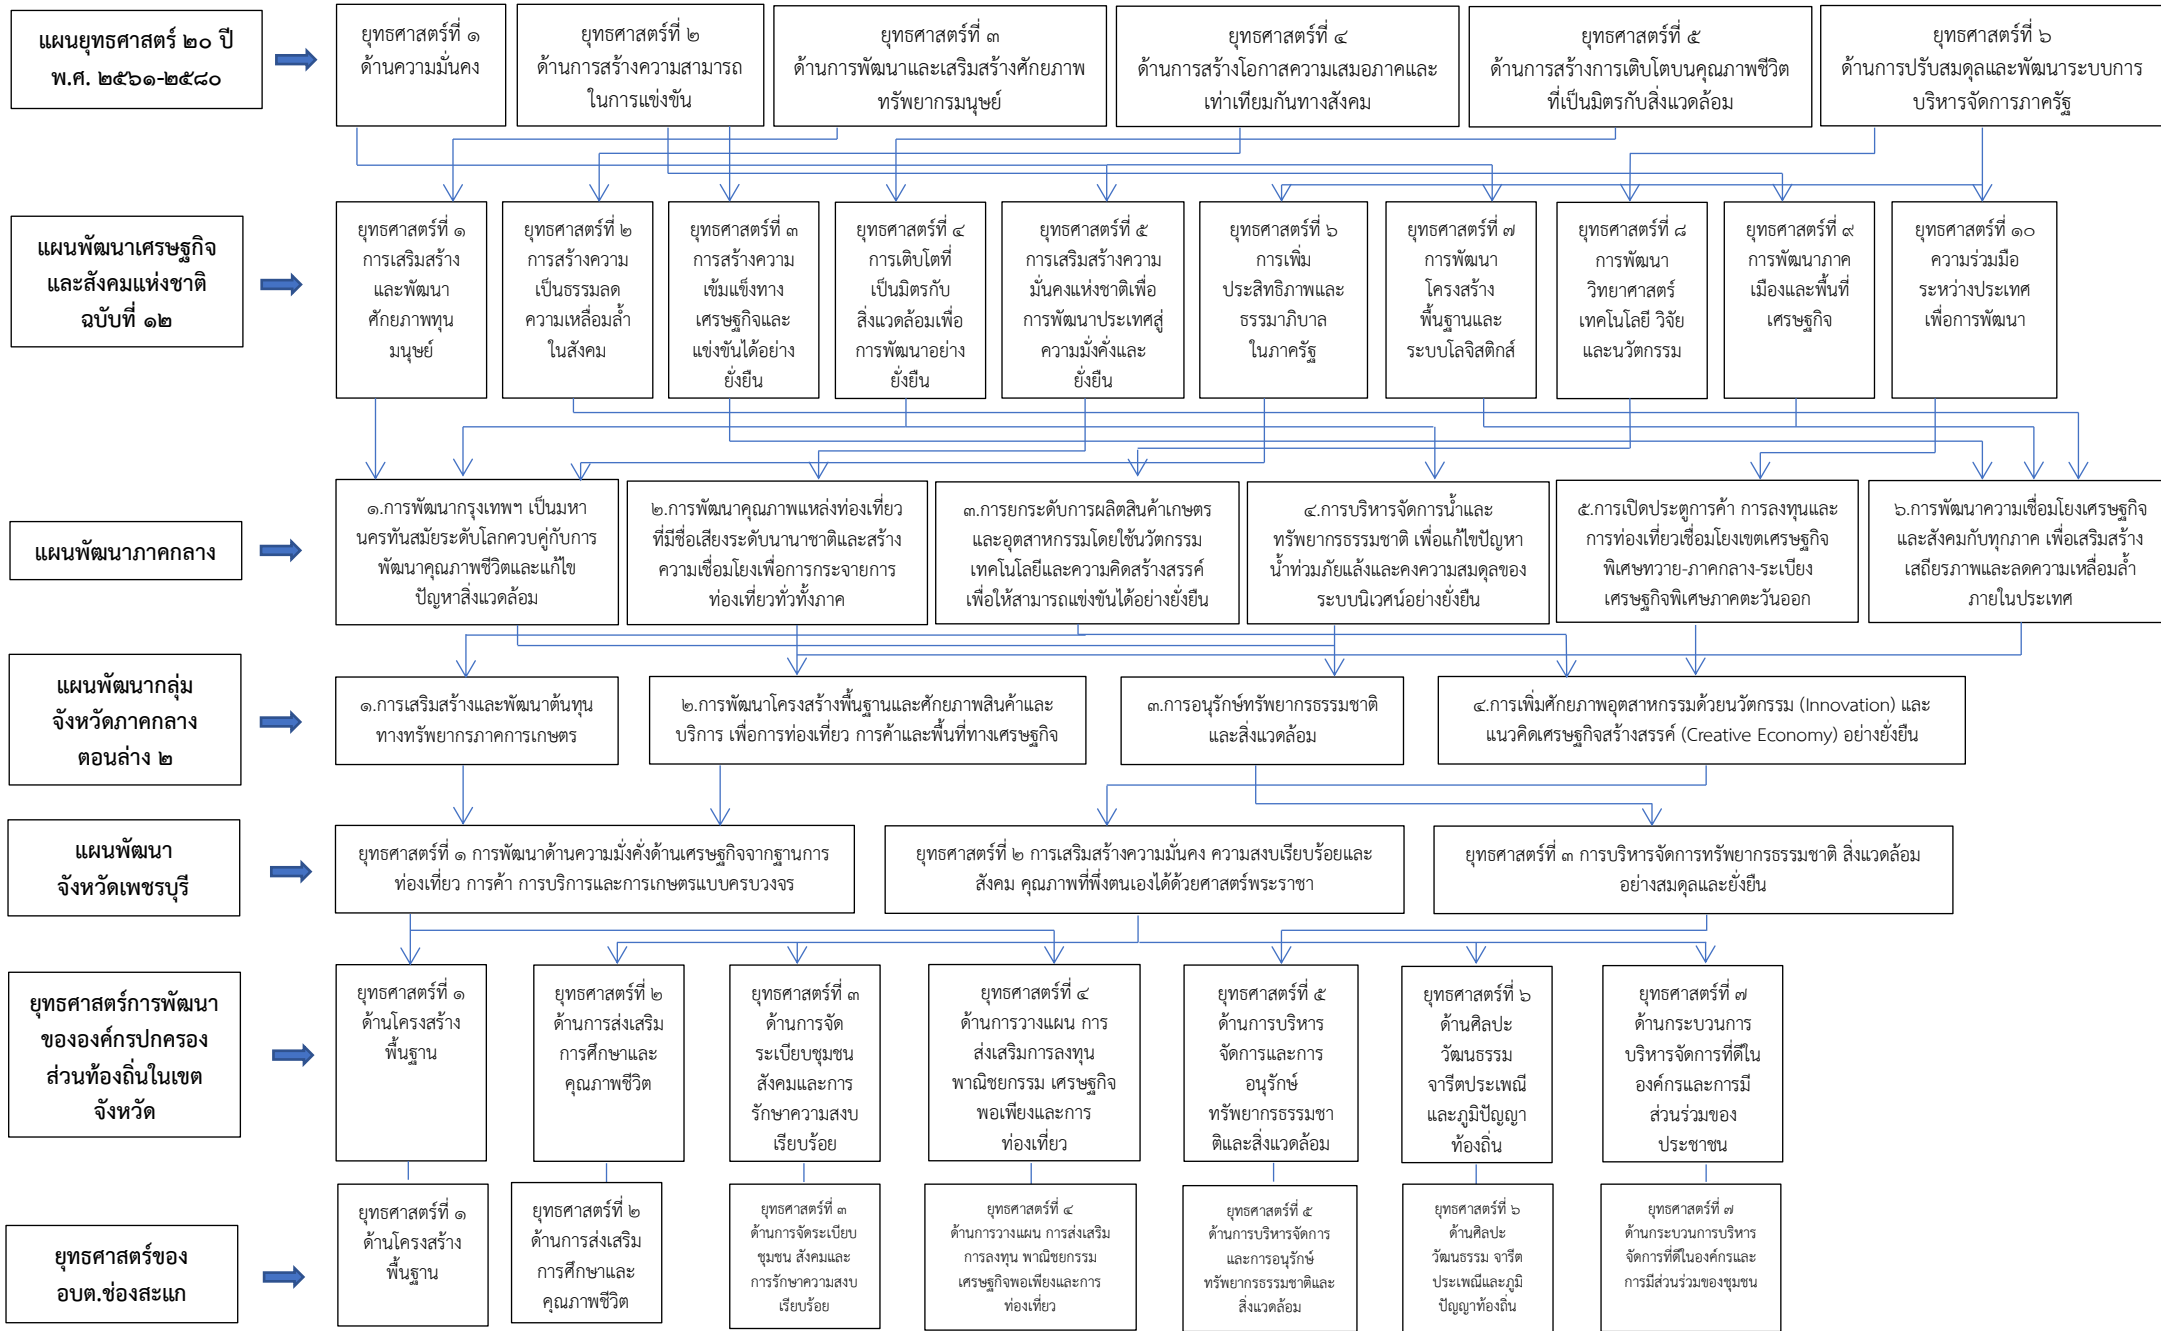 แผนยุทธศาสตร์ ๒๐ ปี
พ.ศ. ๒๕๖๑-๒๕๘๐
ยุทธศาสตร์ที่ ๑
ด้านความมั่นคง
ยุทธศาสตร์ที่ ๒
ด้านการสร้างความสามารถ
ในการแข่งขัน
ยุทธศาสตร์ที่ ๓
ด้านการพัฒนาและเสริมสร้างศักยภาพ
ทรัพยากรมนุษย์
ยุทธศาสตร์ที่ ๔
ด้านการสร้างโอกาสความเสมอภาคและ
เท่าเทียมกันทางสังคม
ยุทธศาสตร์ที่ ๕
ด้านการสร้างการเติบโตบนคุณภาพชีวิต
ที่เป็นมิตรกับสิ่งแวดล้อม
ยุทธศาสตร์ที่ ๖
ด้านการปรับสมดุลและพัฒนาระบบการ
บริหารจัดการภาครัฐ
แผนพัฒนาเศรษฐกิจ
และสังคมแห่งชาติ
ฉบับที่ ๑๒
ยุทธศาสตร์ที่ ๑
การเสริมสร้าง
และพัฒนา
ศักยภาพทุน
มนุษย์
ยุทธศาสตร์ที่ ๒
การสร้างความ
เป็นธรรมลด
ความเหลื่อมล้ำ
ในสังคม
ยุทธศาสตร์ที่ ๓
การสร้างความ
เข้มแข็งทาง
เศรษฐกิจและ
แข่งขันได้อย่าง
ยั่งยืน
ยุทธศาสตร์ที่ ๔
การเติบโตที่
เป็นมิตรกับ
สิ่งแวดล้อมเพื่อ
การพัฒนาอย่าง
ยั่งยืน
ยุทธศาสตร์ที่ ๕
การเสริมสร้างความ
มั่นคงแห่งชาติเพื่อ
การพัฒนาประเทศสู่
ความมั่งคั่งและ
ยั่งยืน
ยุทธศาสตร์ที่ ๖
การเพิ่ม
ประสิทธิภาพและ
ธรรมาภิบาล
ในภาครัฐ
ยุทธศาสตร์ที่ ๗
การพัฒนา
โครงสร้าง
พื้นฐานและ
ระบบโลจิสติกส์
ยุทธศาสตร์ที่ ๘
การพัฒนา
วิทยาศาสตร์
เทคโนโลยี วิจัย
และนวัตกรรม
ยุทธศาสตร์ที่ ๙
การพัฒนาภาค
เมืองและพื้นที่
เศรษฐกิจ
ยุทธศาสตร์ที่ ๑๐
ความร่วมมือ
ระหว่างประเทศ
เพื่อการพัฒนา
แผนพัฒนาภาคกลาง
๑.การพัฒนากรุงเทพฯ เป็นมหา
นครทันสมัยระดับโลกควบคู่กับการ
พัฒนาคุณภาพชีวิตและแก้ไข
ปัญหาสิ่งแวดล้อม
๒.การพัฒนาคุณภาพแหล่งท่องเที่ยว
ที่มีชื่อเสียงระดับนานาชาติและสร้าง
ความเชื่อมโยงเพื่อการกระจายการ
ท่องเที่ยวทั่วทั้งภาค
๓.การยกระดับการผลิตสินค้าเกษตร
และอุตสาหกรรมโดยใช้นวัตกรรม
เทคโนโลยีและความคิดสร้างสรรค์
เพื่อให้สามารถแข่งขันได้อย่างยั่งยืน
๔.การบริหารจัดการน้ำและ
ทรัพยากรธรรมชาติ เพื่อแก้ไขปัญหา
น้ำท่วมภัยแล้งและคงความสมดุลของ
ระบบนิเวศน์อย่างยั่งยืน
๕.การเปิดประตูการค้า การลงทุนและ
การท่องเที่ยวเชื่อมโยงเขตเศรษฐกิจ
พิเศษทวาย-ภาคกลาง-ระเบียง
เศรษฐกิจพิเศษภาคตะวันออก
๖.การพัฒนาความเชื่อมโยงเศรษฐกิจ
และสังคมกับทุกภาค เพื่อเสริมสร้าง
เสถียรภาพและลดความเหลื่อมล้ำ
ภายในประเทศ
แผนพัฒนากลุ่ม
จังหวัดภาคกลาง
ตอนล่าง ๒
๑.การเสริมสร้างและพัฒนาต้นทุน
ทางทรัพยากรภาคการเกษตร
๒.การพัฒนาโครงสร้างพื้นฐานและศักยภาพสินค้าและ
บริการ เพื่อการท่องเที่ยว การค้าและพื้นที่ทางเศรษฐกิจ
๓.การอนุรักษ์ทรัพยากรธรรมชาติ
และสิ่งแวดล้อม
๔.การเพิ่มศักยภาพอุตสาหกรรมด้วยนวัตกรรม (Innovation) และ
แนวคิดเศรษฐกิจสร้างสรรค์ (Creative Economy) อย่างยั่งยืน
แผนพัฒนา
จังหวัดเพชรบุรี
ยุทธศาสตร์ที่ ๑ การพัฒนาด้านความมั่งคั่งด้านเศรษฐกิจจากฐานการ
ท่องเที่ยว การค้า การบริการและการเกษตรแบบครบวงจร
ยุทธศาสตร์ที่ ๒ การเสริมสร้างความมั่นคง ความสงบเรียบร้อยและ
สังคม คุณภาพที่พึ่งตนเองได้ด้วยศาสตร์พระราชา
ยุทธศาสตร์ที่ ๓ การบริหารจัดการทรัพยากรธรรมชาติ สิ่งแวดล้อม
อย่างสมดุลและยั่งยืน
ยุทธศาสตร์การพัฒนา
ขององค์กรปกครอง
ส่วนท้องถิ่นในเขต
จังหวัด
ยุทธศาสตร์ที่ ๑
ด้านโครงสร้าง
พื้นฐาน
ยุทธศาสตร์ที่ ๒
ด้านการส่งเสริม
การศึกษาและ
คุณภาพชีวิต
ยุทธศาสตร์ที่ ๓
ด้านการจัด
ระเบียบชุมชน
สังคมและการ
รักษาความสงบ
เรียบร้อย
ยุทธศาสตร์ที่ ๔
ด้านการวางแผน การ
ส่งเสริมการลงทุน
พาณิชยกรรม เศรษฐกิจ
พอเพียงและการ
ท่องเที่ยว
ยุทธศาสตร์ที่ ๕
ด้านการบริหาร
จัดการและการ
อนุรักษ์
ทรัพยากรธรรมชา
ติและสิ่งแวดล้อม
ยุทธศาสตร์ที่ ๖
ด้านศิลปะ
วัฒนธรรม
จารีตประเพณี
และภูมิปัญญา
ท้องถิ่น
ยุทธศาสตร์ที่ ๗
ด้านกระบวนการ
บริหารจัดการที่ดีใน
องค์กรและการมี
ส่วนร่วมของ
ประชาชน
ยุทธศาสตร์ของ
อบต.ช่องสะแก
ยุทธศาสตร์ที่ ๑
ด้านโครงสร้าง
พื้นฐาน
ยุทธศาสตร์ที่ ๒
ด้านการส่งเสริม
การศึกษาและ
คุณภาพชีวิต
ยุทธศาสตร์ที่ ๓
ด้านการจัดระเบียบ
ชุมชน สังคมและ
การรักษาความสงบ
เรียบร้อย
ยุทธศาสตร์ที่ ๔
ด้านการวางแผน การส่งเสริม
การลงทุน พาณิชยกรรม
เศรษฐกิจพอเพียงและการ
ท่องเที่ยว
ยุทธศาสตร์ที่ ๕
ด้านการบริหารจัดการ
และการอนุรักษ์
ทรัพยากรธรรมชาติและ
สิ่งแวดล้อม
ยุทธศาสตร์ที่ ๖
ด้านศิลปะ
วัฒนธรรม จารีต
ประเพณีและภูมิ
ปัญญาท้องถิ่น
ยุทธศาสตร์ที่ ๗
ด้านกระบวนการบริหาร
จัดการที่ดีในองค์กรและ
การมีส่วนร่วมของชุมชน